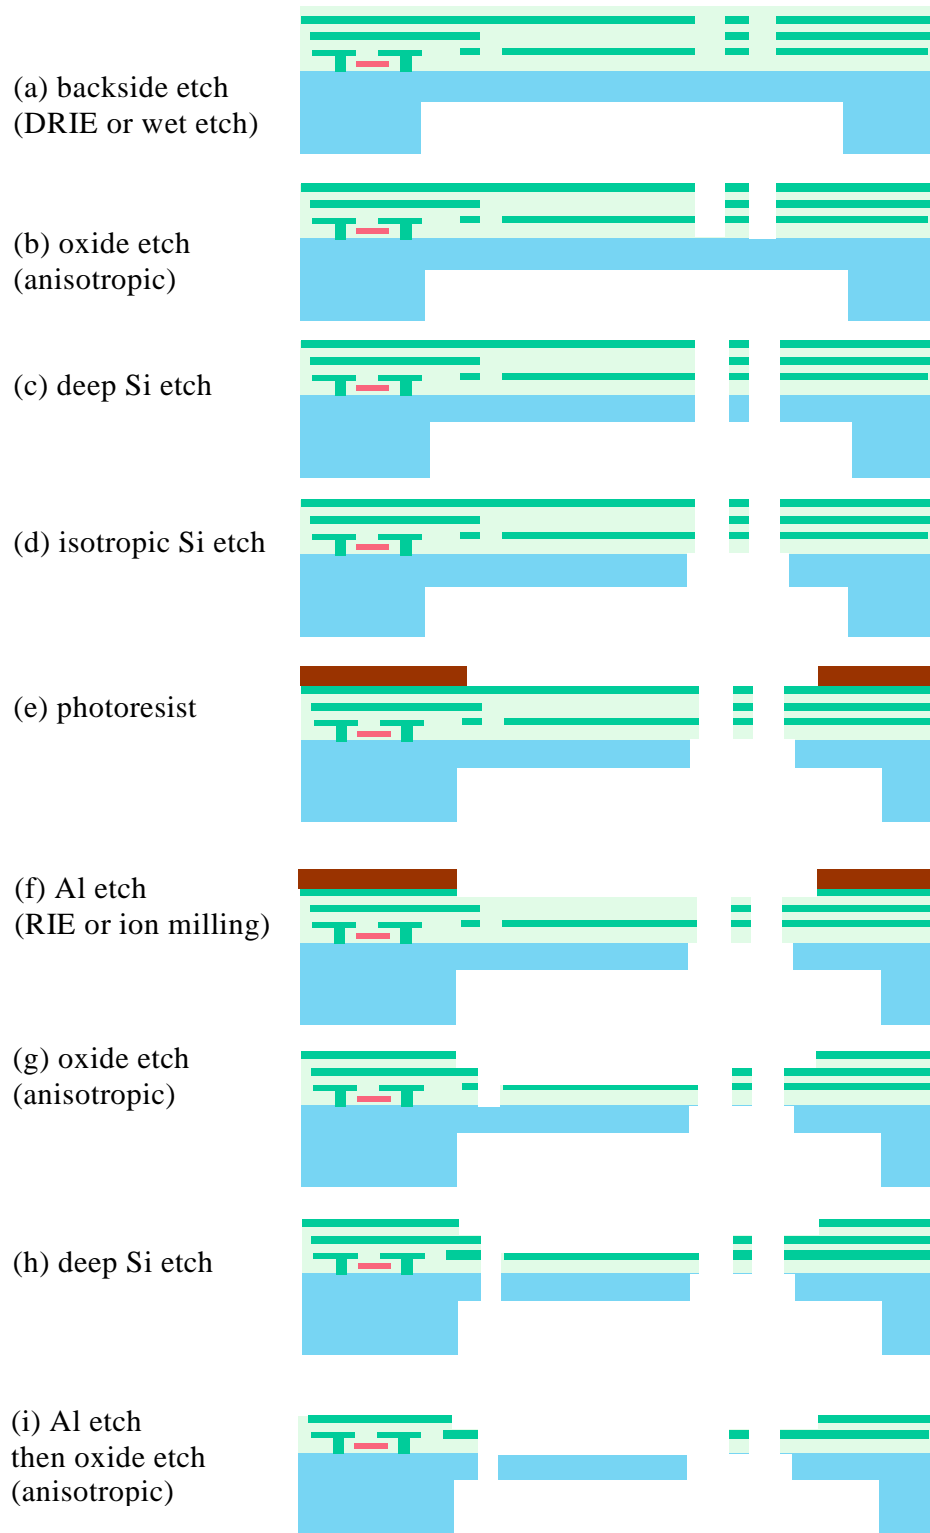 (a) backside etch
(DRIE or wet etch)
(b) oxide etch
(anisotropic)
(c) deep Si etch
(d) isotropic Si etch
(e) photoresist
(f) Al etch
(RIE or ion milling)
(g) oxide etch
(anisotropic)
(h) deep Si etch
(i) Al etch
then oxide etch
(anisotropic)